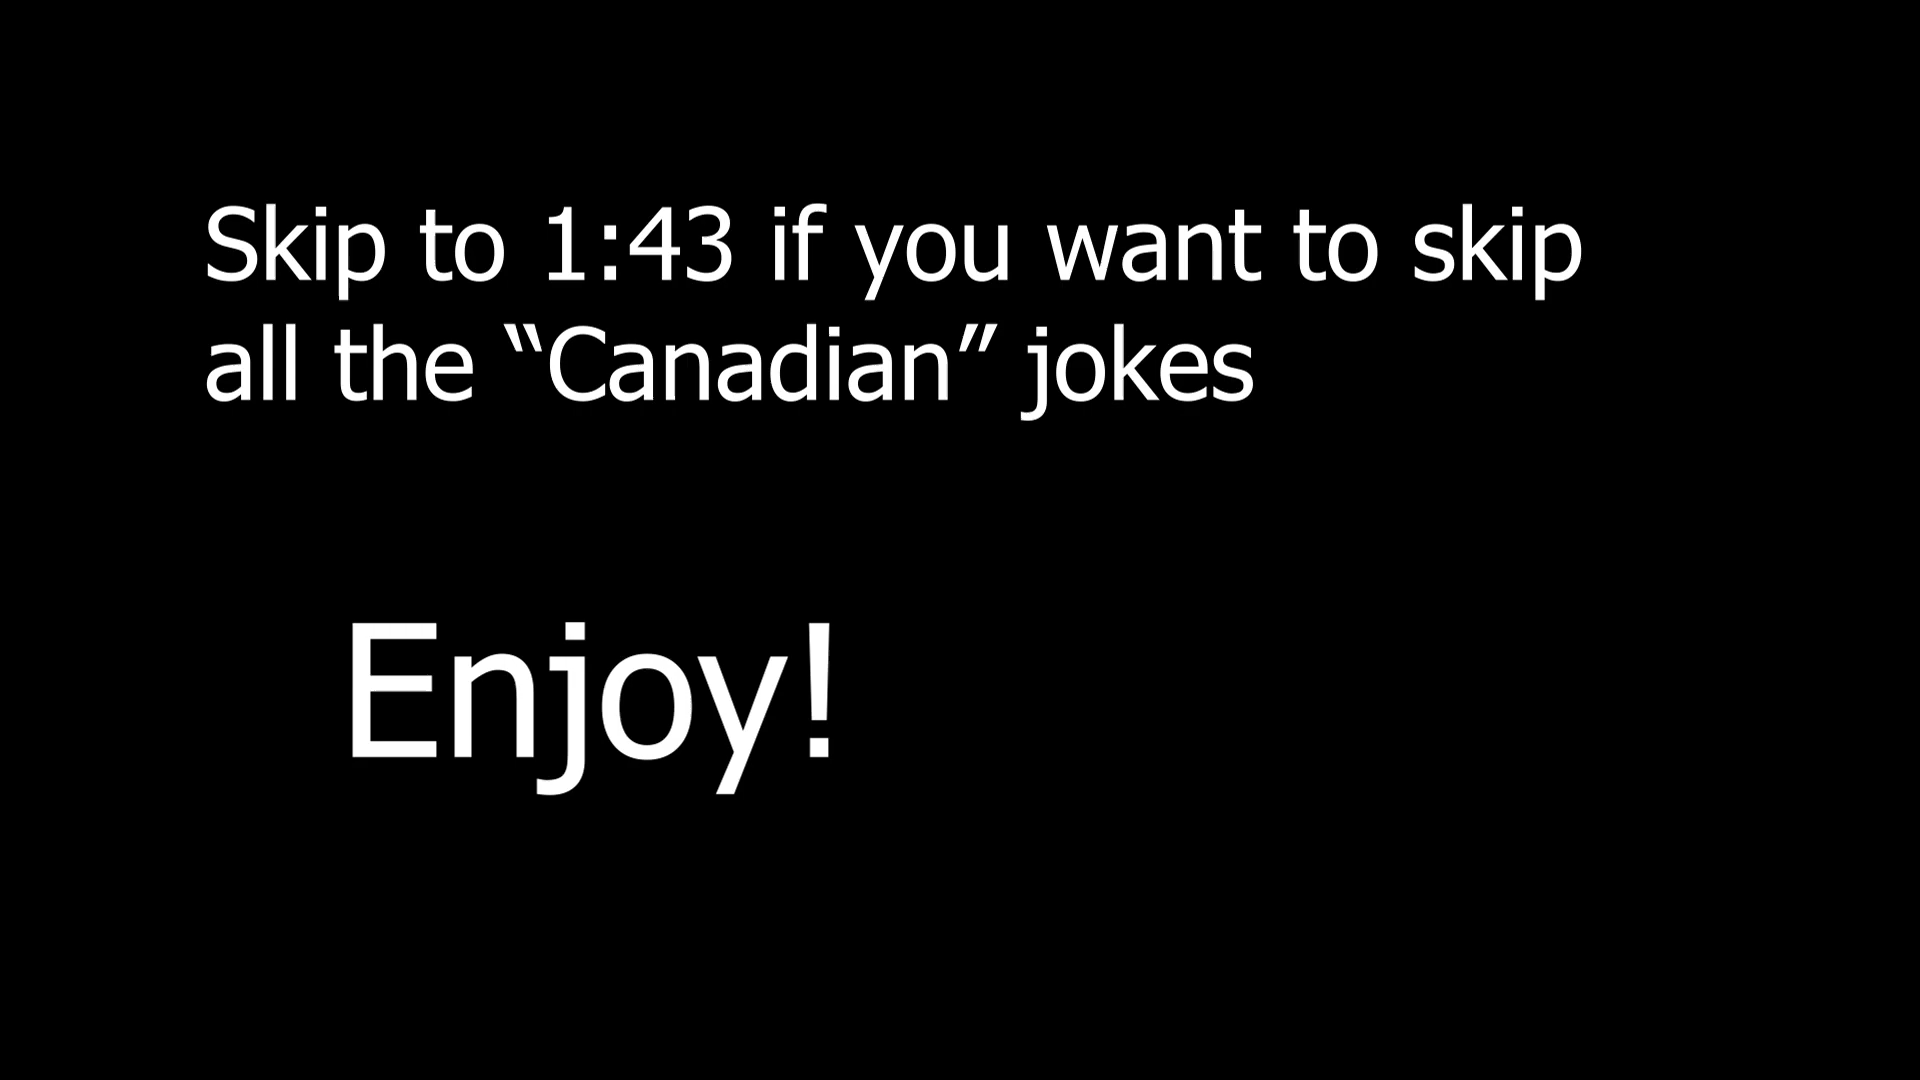 Skip to 1:43 if you want to skip
all the “Canadian” jokes
Enjoy!